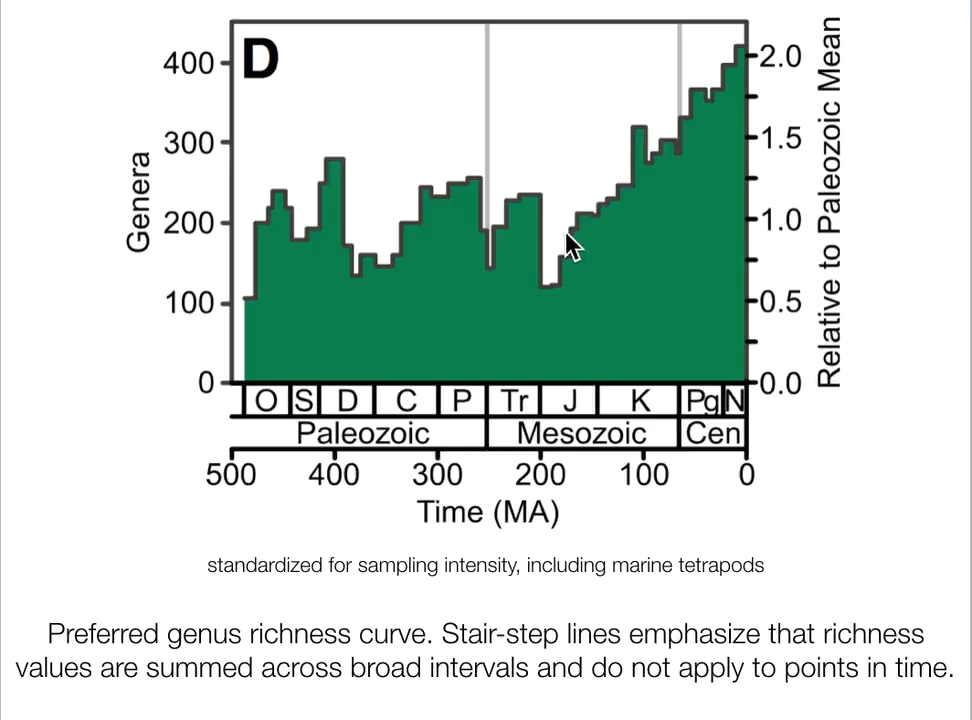 D
400
300
200
100
0
Genera
2.0
1.5
1.0
0.5
0.0
Relative to Paleozoic Mean
O S D C P Tr J K Pg N
Paleozoic Mesozoic Cen
500 400 300 200 100 0
Time (MA)
standardized for sampling intensity, including marine tetrapods
Preferred genus richness curve. Stair-step lines emphasize that richness
values are summed across broad intervals and do not apply to points in time.